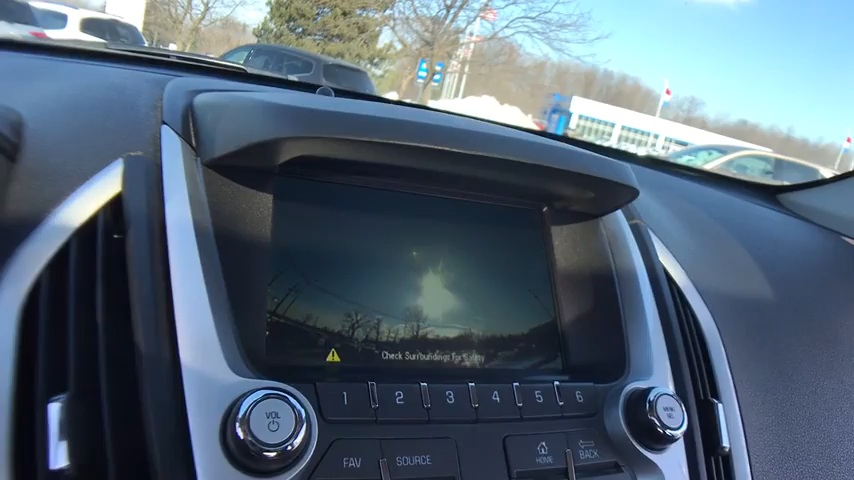 Check Surroundings For Safety
1 2 3 4 5 6
VOL
FAV SOURCE
HOME BACK